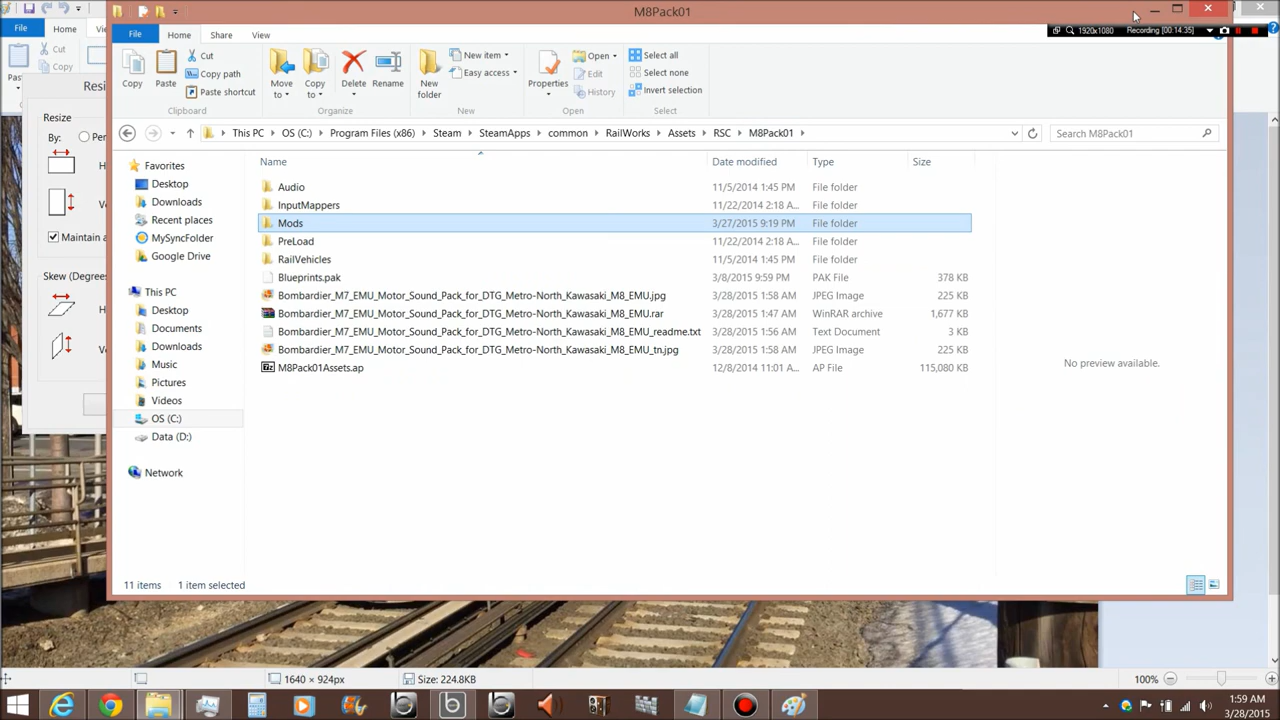 M8Pack01
File Home Share View
1920x1080 Recording [00:14:35]
File Home
Cut
Copy
Copy
Paste
Cut
Copy path
Paste shortcut
Move to
Copy to
Delete
Rename
New folder
New item
Easy access
Properties
Open
Edit
History
Select all
Select none
Invert selection
Clipboard Organize New Open Select
Resize
By:
Maintain a
Skew (Degrees
This PC OS (C:) Program Files (x86) Steam SteamApps common RailWorks Assets RSC M8Pack01
Search M8Pack01
Name Date modified Type Size
Favorites
Desktop
Downloads
Recent places
MySyncFolder
Google Drive
This PC
Desktop
Documents
Downloads
Music
Pictures
Videos
OS (C:)
Data (D:)
Network
Audio 11/5/2014 1:45 PM File folder
InputMappers 11/22/2014 2:18 A... File folder
Mods 3/27/2015 9:19 PM File folder
PreLoad 11/22/2014 2:18 A... File folder
RailVehicles 11/5/2014 1:45 PM File folder
Blueprints.pak 3/8/2015 9:59 PM PAK File 378 KB
Bombardier_M7_EMU_Motor_Sound_Pack_for_DTG_Metro-North_Kawasaki_M8_EMU.jpg 3/28/2015 1:58 AM JPEG Image 225 KB
Bombardier_M7_EMU_Motor_Sound_Pack_for_DTG_Metro-North_Kawasaki_M8_EMU.rar 3/28/2015 1:47 AM WinRAR archive 1,677 KB
Bombardier_M7_EMU_Motor_Sound_Pack_for_DTG_Metro-North_Kawasaki_M8_EMU_readme.txt 3/28/2015 1:56 AM Text Document 3 KB
Bombardier_M7_EMU_Motor_Sound_Pack_for_DTG_Metro-North_Kawasaki_M8_EMU_tn.jpg 3/28/2015 1:58 AM JPEG Image 225 KB
M8Pack01Assets.ap 12/8/2014 11:01 A... AP File 115,080 KB
No preview available.
11 items 1 item selected
1640 × 924px Size: 224.8KB 100%
1:59 AM
3/28/2015